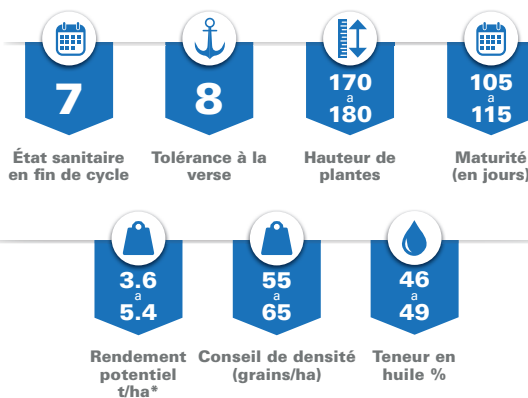 7
8
170
a
180
105
a
115
État sanitaire
en fin de cycle
Tolérance à la
verse
Hauteur de
plantes
Maturité
(en jours)
3.6
a
5.4
55
a
65
46
a
49
Rendement
potentiel
t/ha*
Conseil de densité
(grains/ha)
Teneur en
huile %